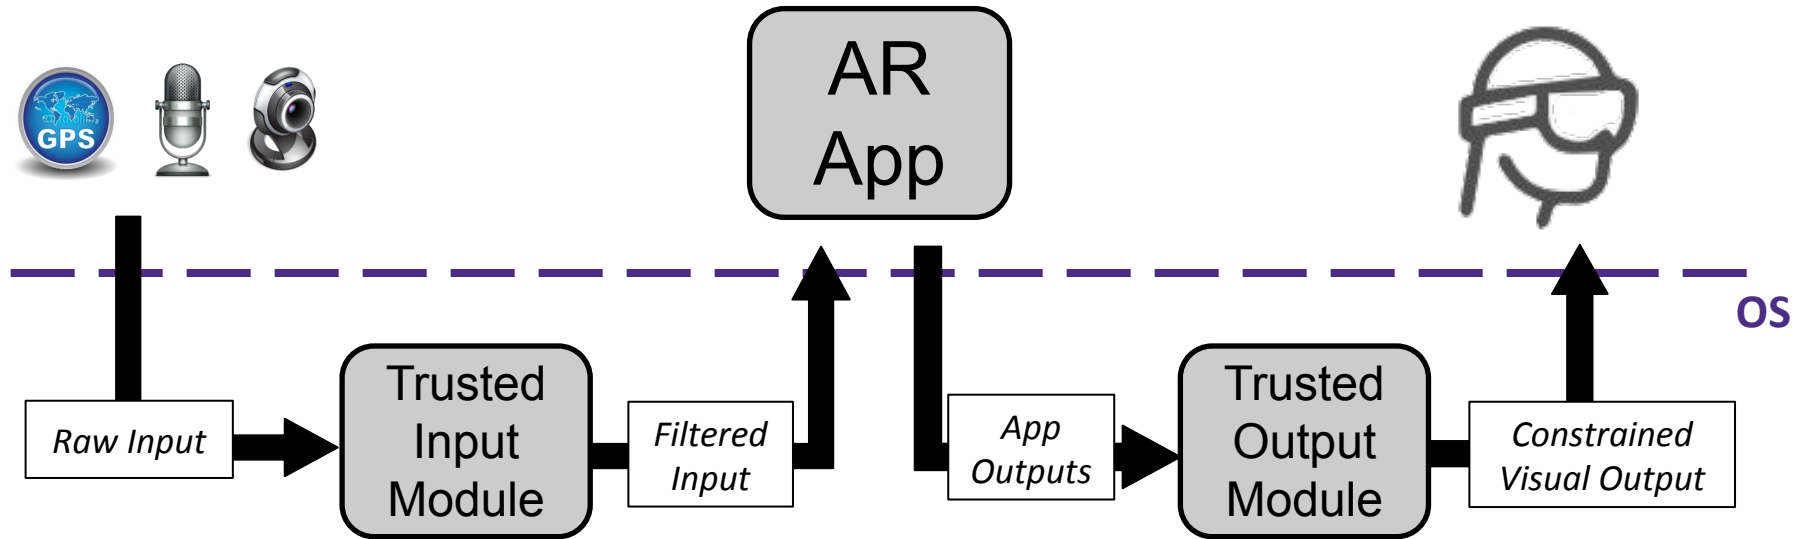 GPS
AR
App
OS
Raw Input
Trusted
Input
Module
Filtered
Input
App
Outputs
Trusted
Output
Module
Constrained
Visual Output